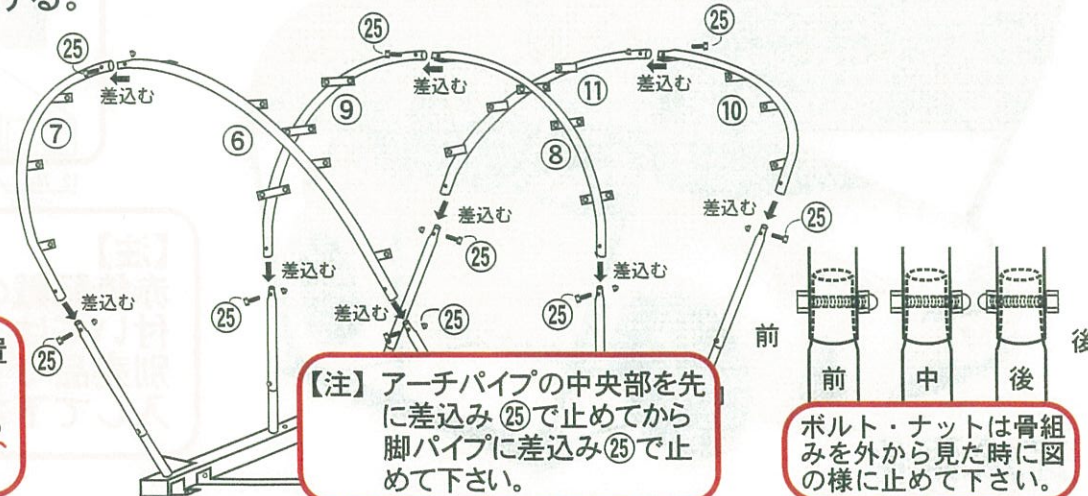 ける。
㉕
㉕
㉕
差込む
差込む
差込む
⑦
⑥
⑨
⑪
⑧
⑩
差込む
差込む
㉕
㉕
差込む
差込む
㉕
差込む
㉕
差込む
㉕
㉕
前
後
前
中
後
置
【注】アーチパイプの中央部を先
に差込み㉕で止めてから
脚パイプに差込み㉕で止
めて下さい。
ボルト・ナットは骨組
みを外から見た時に図
の様に止めて下さい。